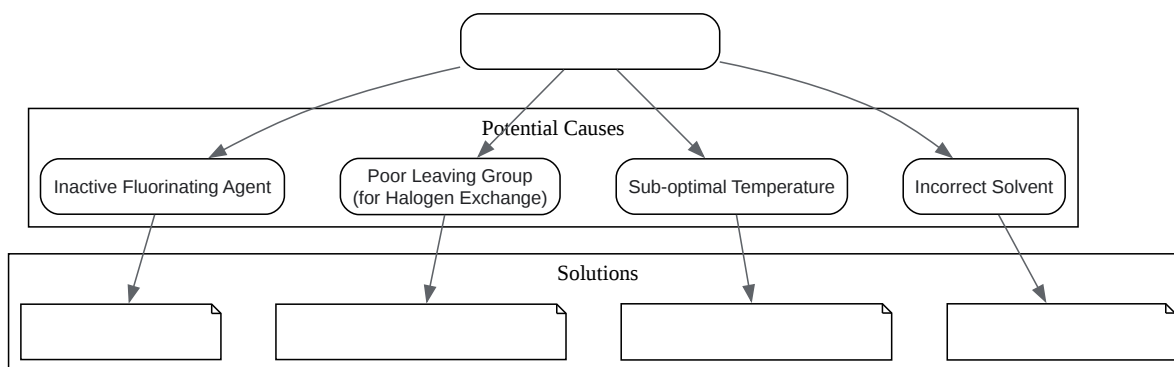 Potential Causes
Inactive Fluorinating Agent
Poor Leaving Group
(for Halogen Exchange)
Sub-optimal Temperature
Incorrect Solvent
Solutions